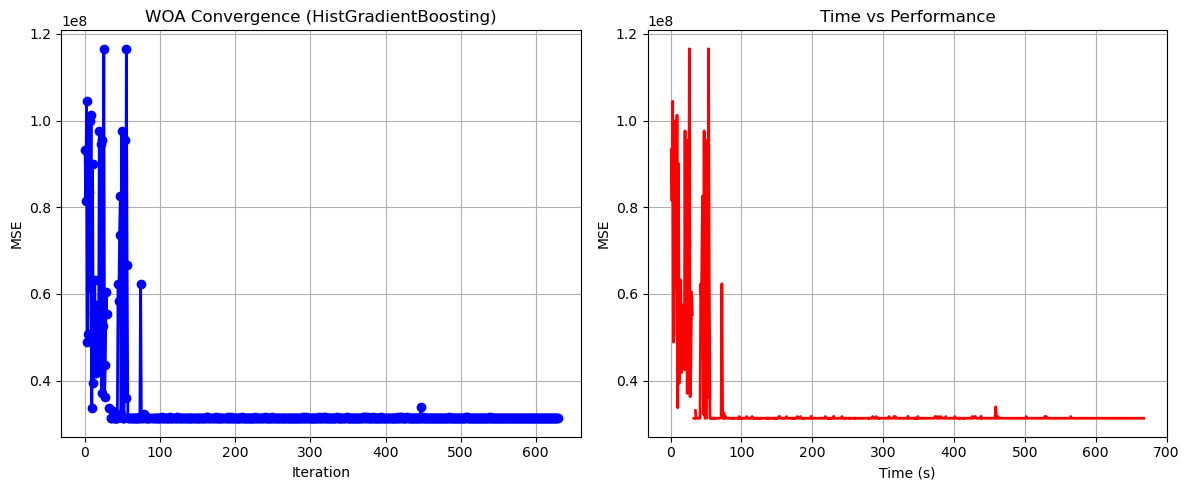 WOA Convergence (HistGradientBoosting)
1e8
1.2
1.0
0.8
0.6
0.4
MSE
0 100 200 300 400 500 600
Iteration
Time vs Performance
1e8
1.2
1.0
0.8
0.6
0.4
MSE
0 100 200 300 400 500 600 700
Time (s)